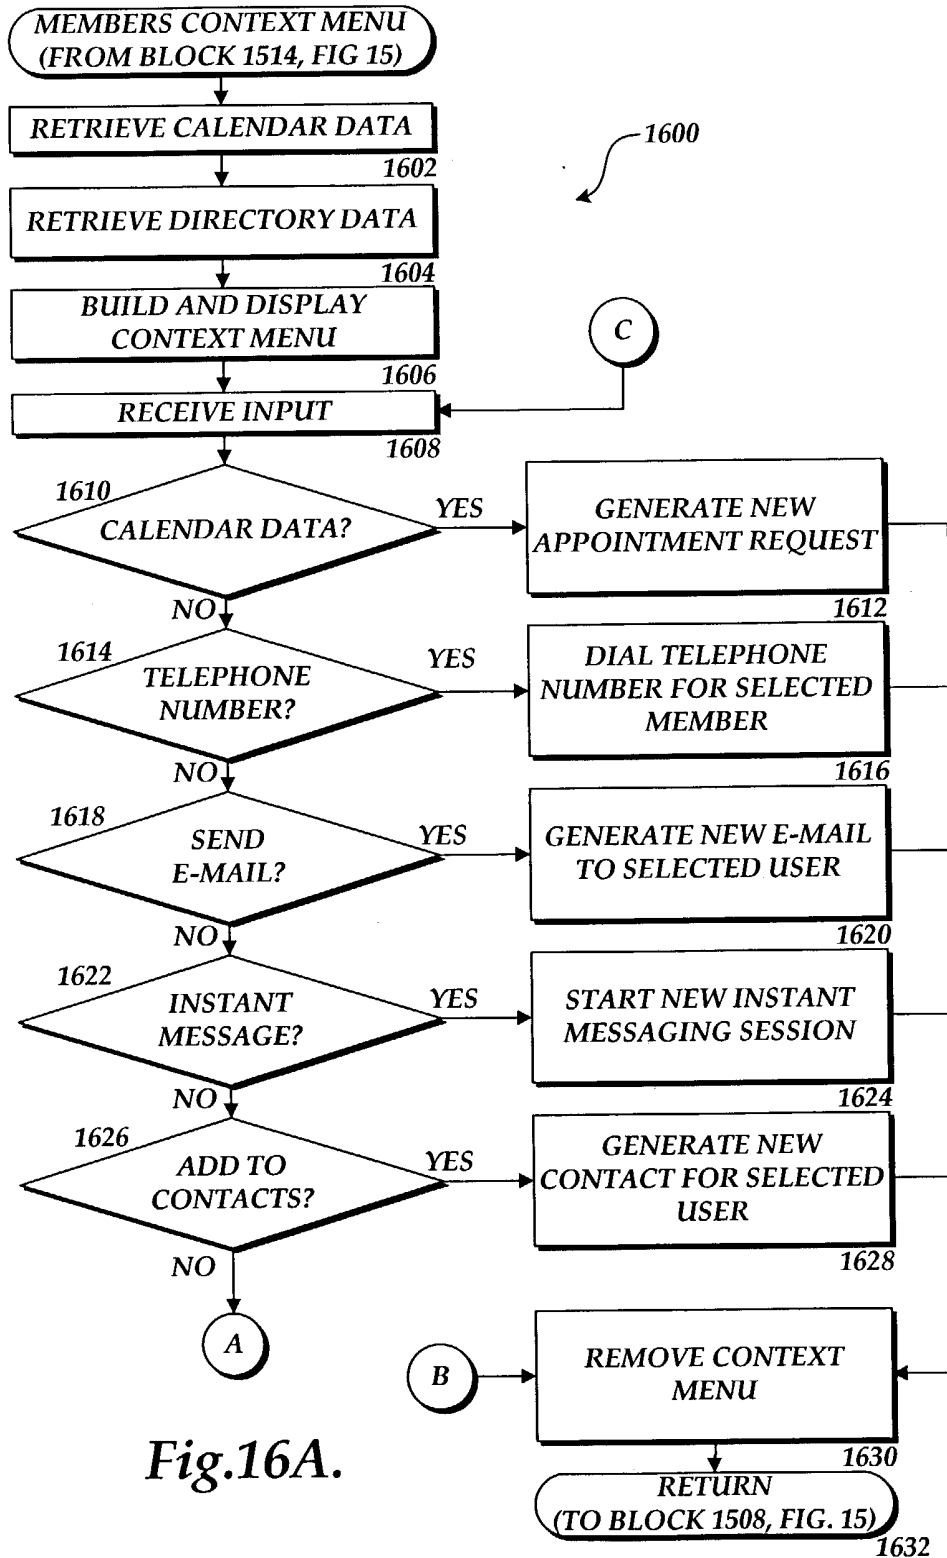 MEMBERS CONTEXT MENU
(FROM BLOCK 1514, FIG 15)
RETRIEVE CALENDAR DATA
1602
1600
RETRIEVE DIRECTORY DATA
1604
BUILD AND DISPLAY
CONTEXT MENU
1606
C
RECEIVE INPUT
1608
1610
CALENDAR DATA?
YES
GENERATE NEW
APPOINTMENT REQUEST
1612
NO
1614
TELEPHONE
NUMBER?
YES
DIAL TELEPHONE
NUMBER FOR SELECTED
MEMBER
1616
NO
1618
SEND
E-MAIL?
YES
GENERATE NEW E-MAIL
TO SELECTED USER
1620
NO
1622
INSTANT
MESSAGE?
YES
START NEW INSTANT
MESSAGING SESSION
1624
NO
1626
ADD TO
CONTACTS?
YES
GENERATE NEW
CONTACT FOR SELECTED
USER
1628
NO
A
B
REMOVE CONTEXT
MENU
1630
RETURN
(TO BLOCK 1508, FIG. 15)
1632
Fig.16A.